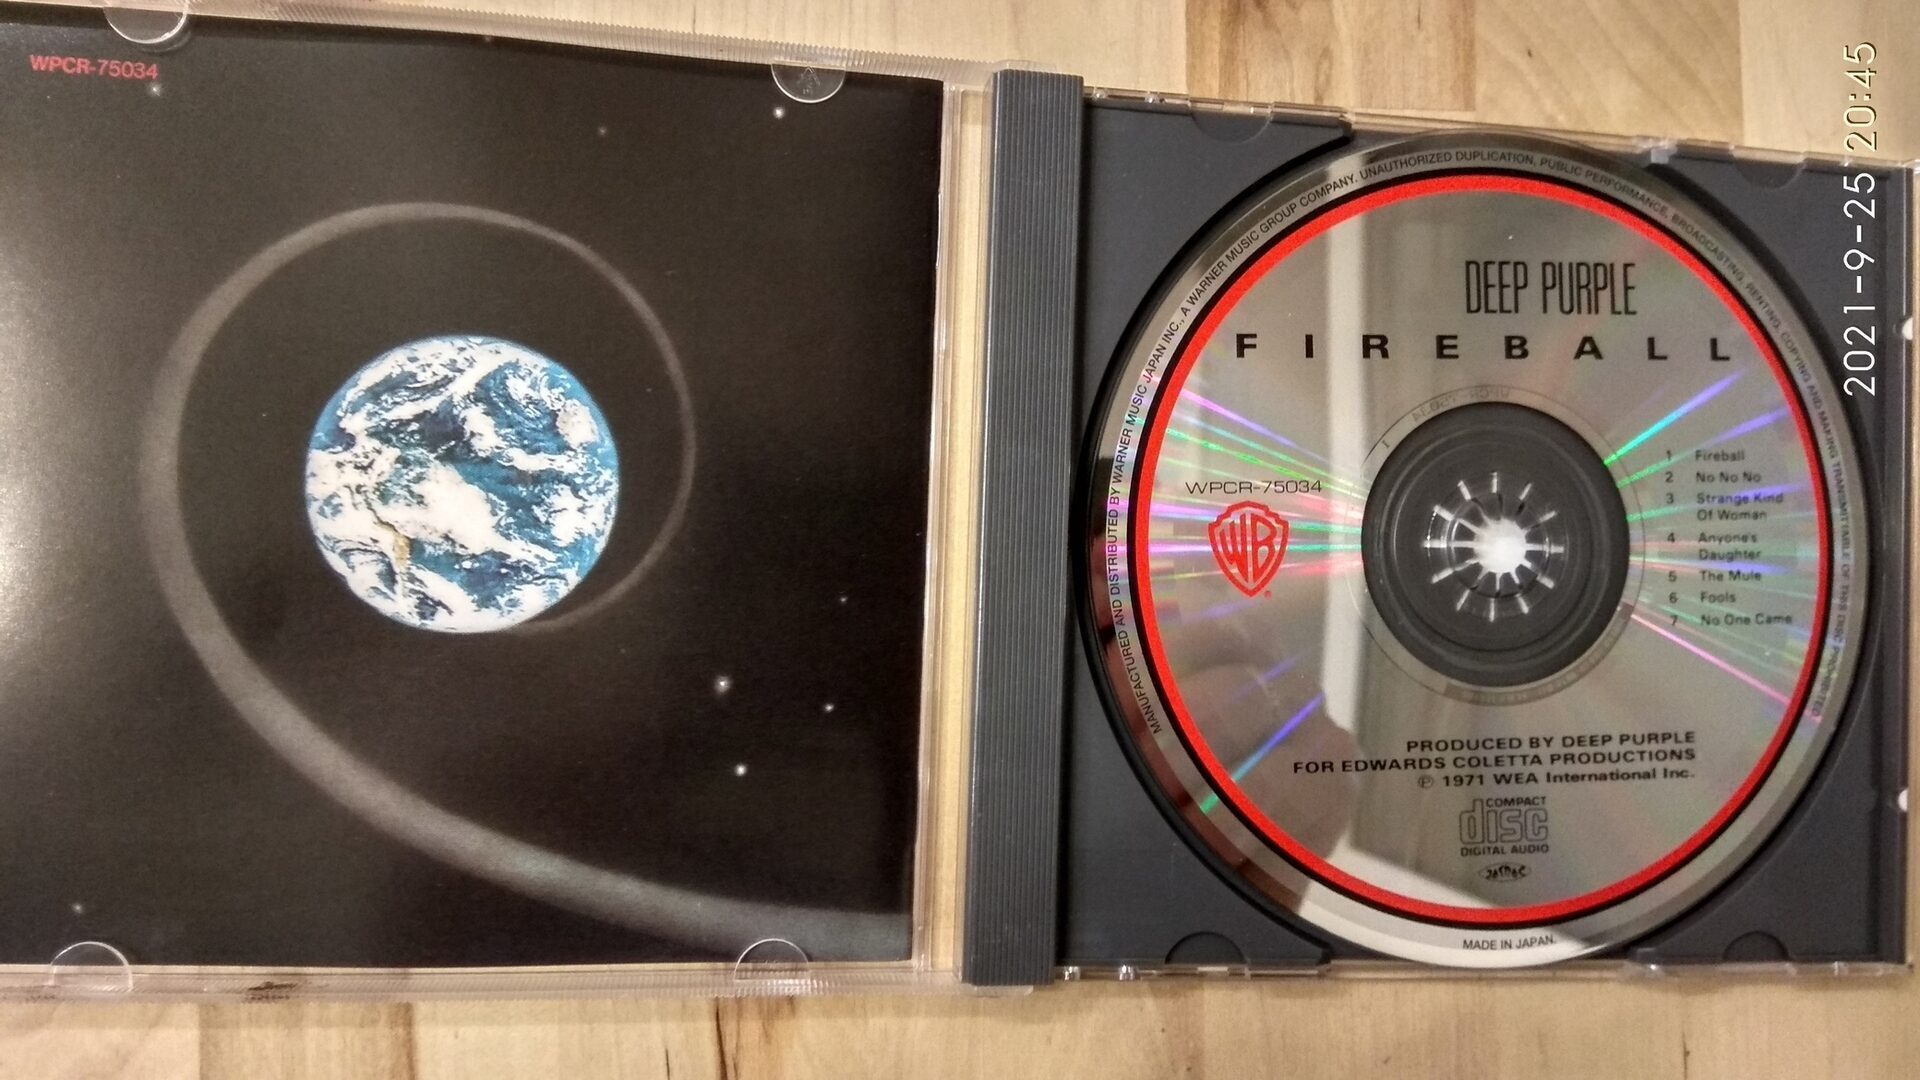 WPCR-75034
2021-9-25 20:45
MANUFACTURED AND DISTRIBUTED BY WARNER MUSIC JAPAN INC., A WARNER MUSIC GROUP COMPANY. UNAUTHORIZED DUPLICATION, PUBLIC PERFORMANCE, BROADCASTING, RENTING, COPYING AND MAKING TRANSMITTABLE OF THIS DISC PROHIBITED
DEEP PURPLE
FIREBALL
WPCR-75034
WB
1 Fireball
2 No No No
3 Strange Kind
Of Woman
4 Anyone's
Daughter
5 The Mule
6 Fools
7 No One Came
PRODUCED BY DEEP PURPLE
FOR EDWARDS COLETTA PRODUCTIONS
℗ 1971 WEA International Inc.
COMPACT
disc
DIGITAL AUDIO
JASRAC
MADE IN JAPAN